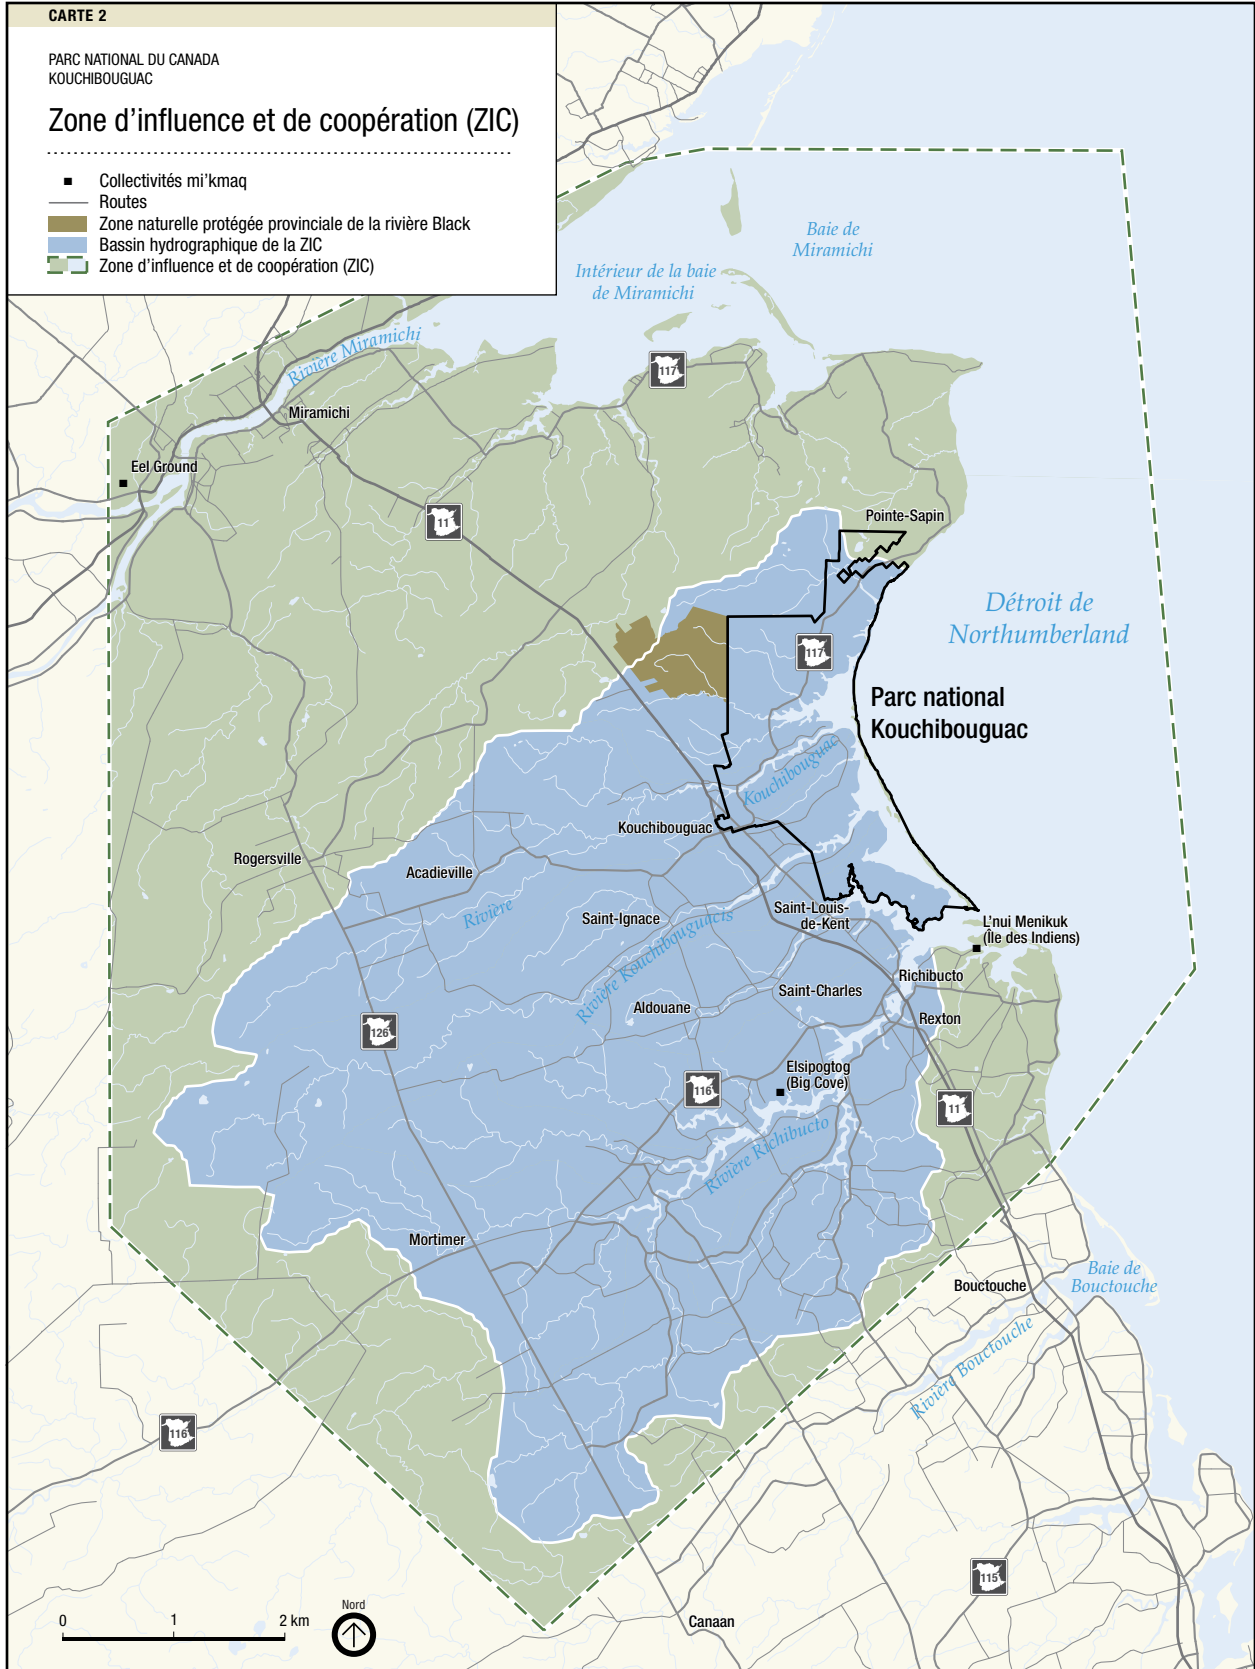 CARTE 2
PARC NATIONAL DU CANADA
KOUCHIBOUGUAC
Zone d'influence et de coopération (ZIC)
Collectivités mi'kmaq
Routes
Zone naturelle protégée provinciale de la rivière Black
Bassin hydrographique de la ZIC
Zone d'influence et de coopération (ZIC)
Baie de
Miramichi
Intérieur de la baie
de Miramichi
Rivière Miramichi
117
Miramichi
Eel Ground
11
Pointe-Sapin
Détroit de
Northumberland
117
Parc national
Kouchibouguac
Kouchibouguac
Kouchibouguac
Rogersville
Acadieville
Rivière
Saint-Ignace
Rivière Kouchibouguacis
Saint-Louis-
de-Kent
L'nui Menikuk
(Île des Indiens)
Richibucto
Saint-Charles
Aldouane
Rexton
126
Elsipogtog
(Big Cove)
116
11
Rivière Richibucto
Mortimer
Baie de
Bouctouche
Bouctouche
Rivière Bouctouche
116
115
Canaan
0 1 2 km
Nord